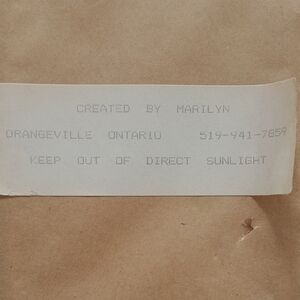 CREATED BY MARILYN
ORANGEVILLE ONTARIO 519-941-7659
KEEP OUT OF DIRECT SUNLIGHT